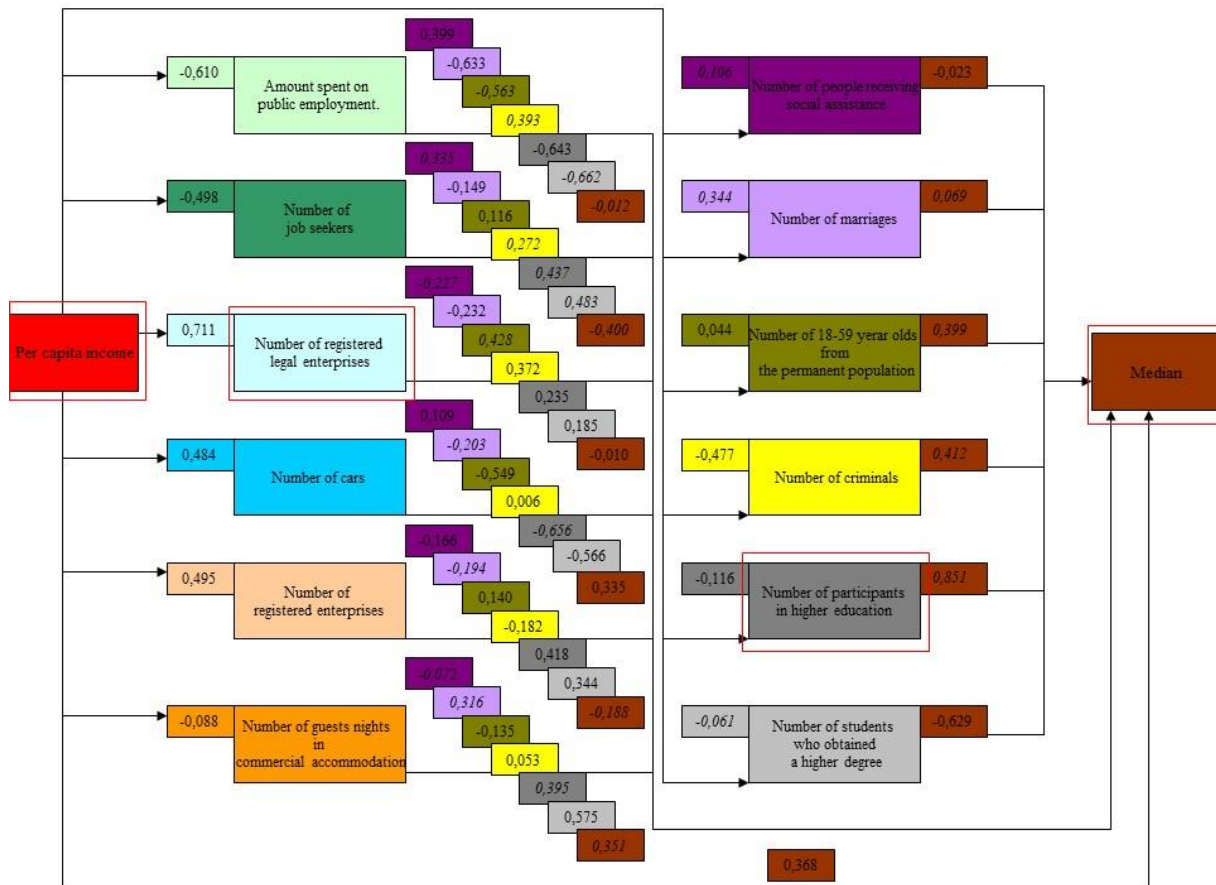 0,399
-0,633
-0,563
0,393
-0,643
-0,662
-0,012
-0,610
Amount spent on
public employment.
0,106
Number of people receiving
social assistance
-0,023
0,335
-0,149
0,116
0,272
0,437
0,483
-0,400
-0,498
Number of
job seekers
0,344
Number of marriages
0,069
-0,227
-0,232
0,428
0,372
0,235
0,185
-0,010
Per capita income
0,711
Number of registered
legal enterprises
0,044
Number of 18-59 yerar olds
from
the permanent population
0,399
Median
0,109
-0,203
-0,549
0,006
-0,656
-0,566
0,335
0,484
Number of cars
-0,477
Number of criminals
0,412
-0,166
-0,194
0,140
-0,182
0,418
0,344
-0,188
0,495
Number of
registered enterprises
-0,116
Number of participants
in higher education
0,851
-0,072
0,316
-0,135
0,053
0,395
0,575
0,351
-0,088
Number of guests nights
in
commercial accommodation
-0,061
Number of students
who obtained
a higher degree
-0,629
0,368